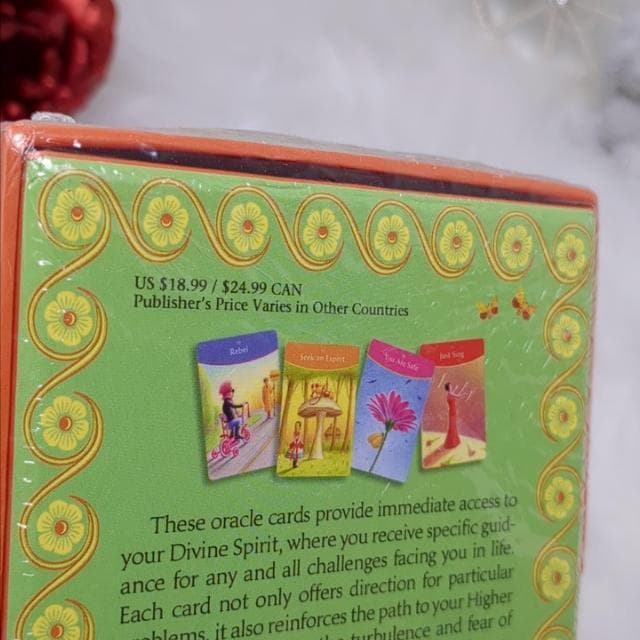 US $18.99 / $24.99 CAN
Publisher's Price Varies in Other Countries
Rebel
Seek an Expert
You Are Safe
Just Sing
These oracle cards provide immediate access to
your Divine Spirit, where you receive specific guid-
ance for any and all challenges facing you in life.
Each card not only offers direction for particular
problems, it also reinforces the path to your Higher
the turbulence and fear of